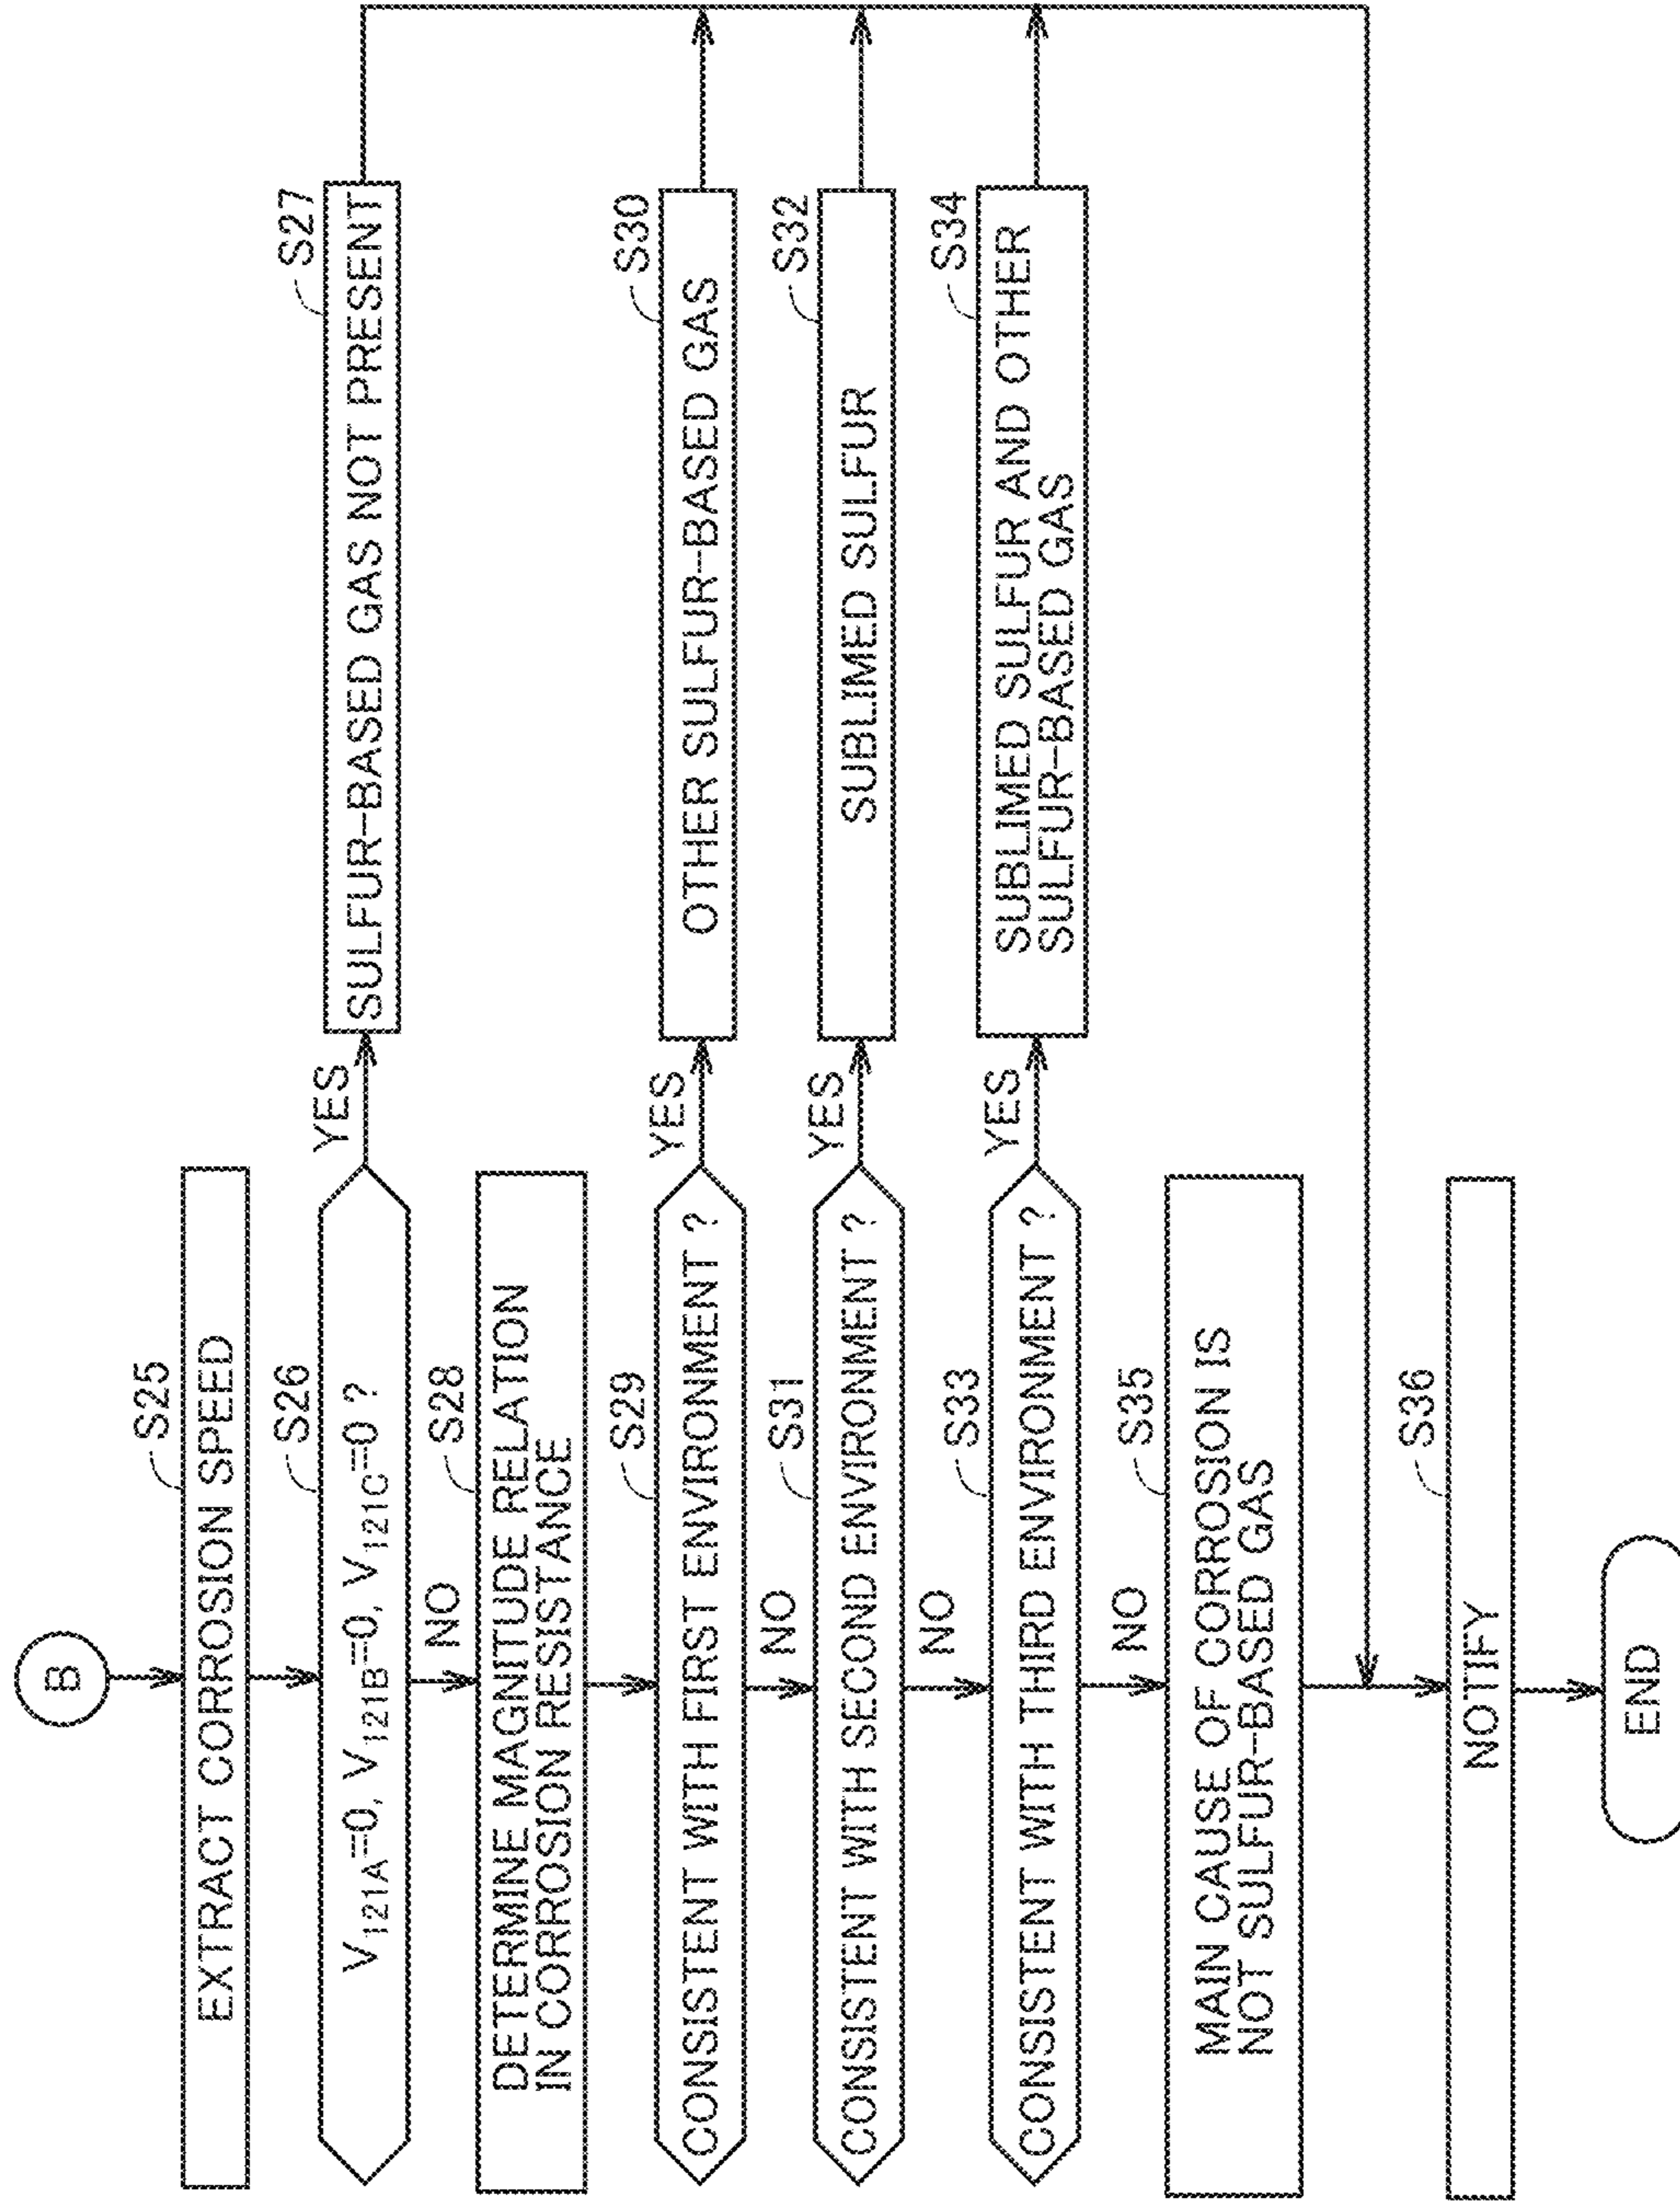 B
S25
EXTRACT CORROSION SPEED
S26
V121A=0, V121B=0, V121C=0 ?
YES
S27
SULFUR-BASED GAS NOT PRESENT
NO
S28
DETERMINE MAGNITUDE RELATION
IN CORROSION RESISTANCE
S29
CONSISTENT WITH FIRST ENVIRONMENT ?
YES
S30
OTHER SULFUR-BASED GAS
NO
S31
CONSISTENT WITH SECOND ENVIRONMENT ?
YES
S32
SUBLIMED SULFUR
NO
S33
CONSISTENT WITH THIRD ENVIRONMENT ?
YES
S34
SUBLIMED SULFUR AND OTHER
SULFUR-BASED GAS
NO
S35
MAIN CAUSE OF CORROSION IS
NOT SULFUR-BASED GAS
S36
NOTIFY
END